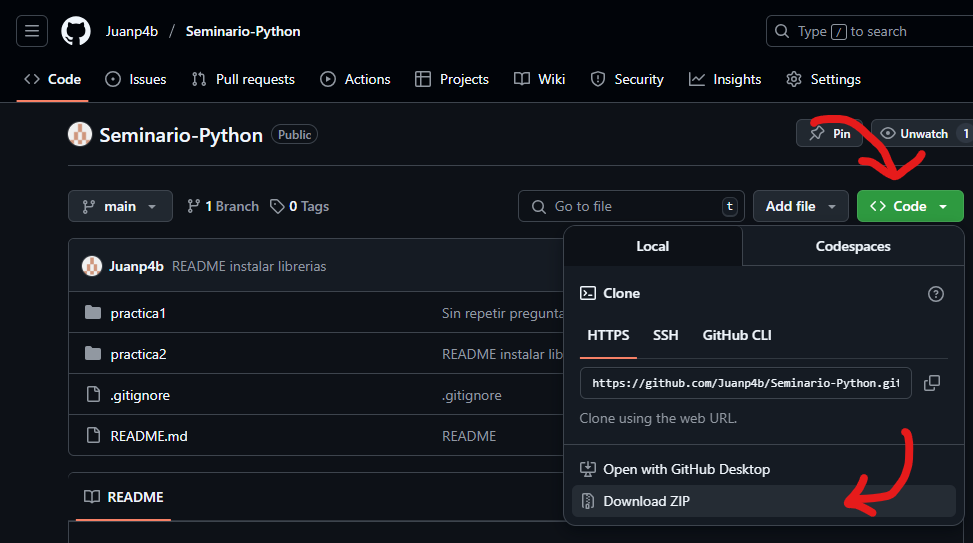 Juanp4b / Seminario-Python
Type / to search
Code Issues Pull requests Actions Projects Wiki Security Insights Settings
Seminario-Python Public
Pin Unwatch 1
main 1 Branch 0 Tags
Go to file t Add file Code
Local Codespaces
Juanp4b README instalar librerias
Clone
practica1 Sin repetir pregunta
HTTPS SSH GitHub CLI
practica2 README instalar lib
https://github.com/Juanp4b/Seminario-Python.git
.gitignore .gitignore
Clone using the web URL.
README.md README
Open with GitHub Desktop
README
Download ZIP